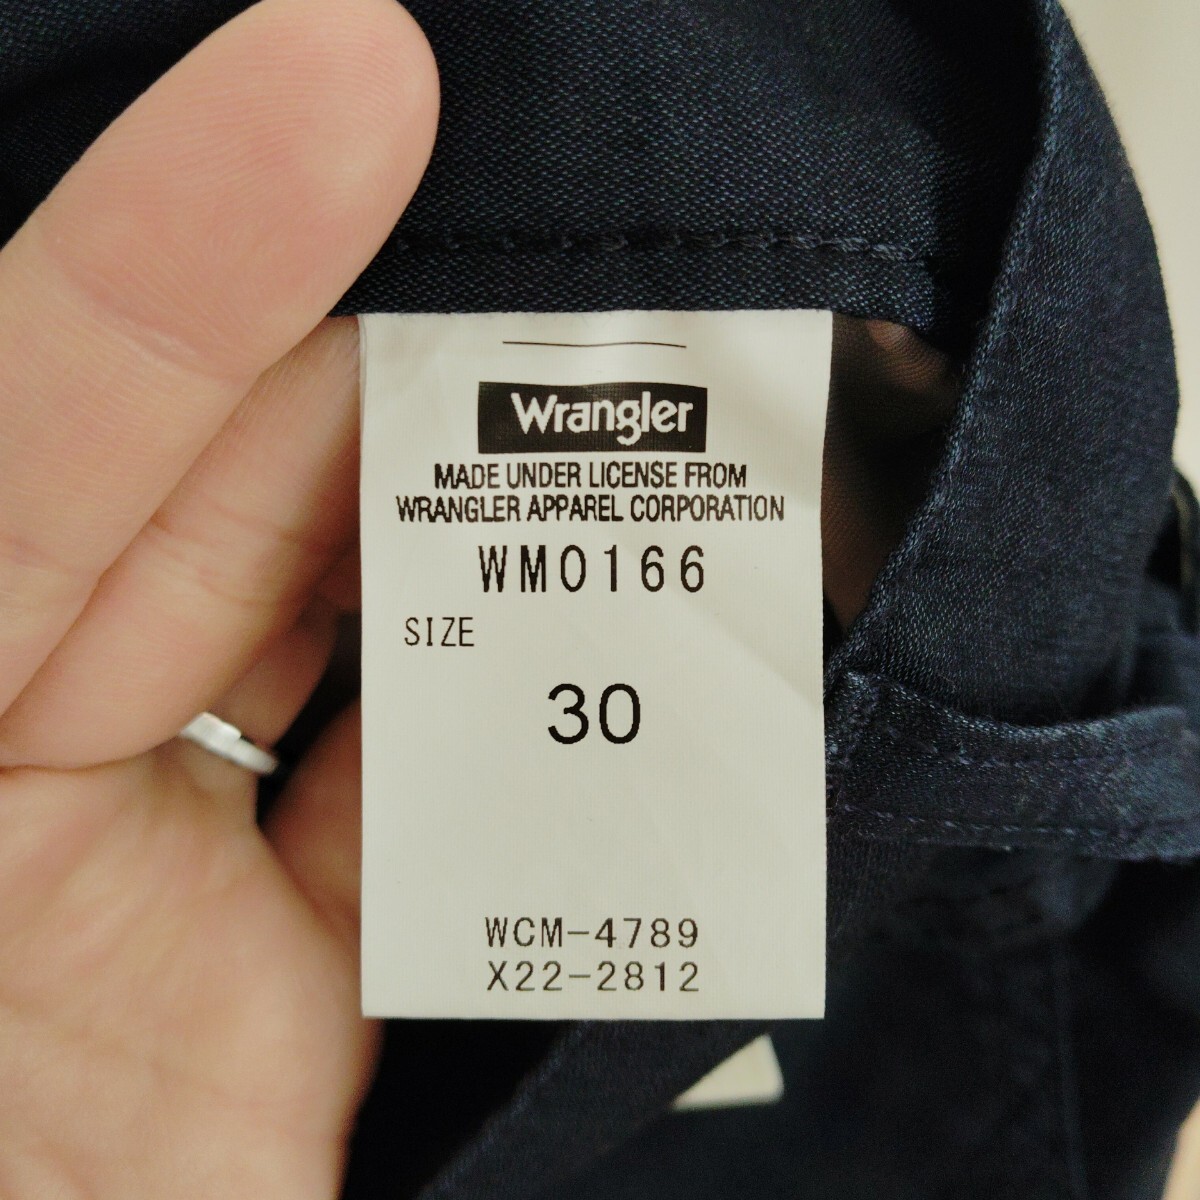 Wrangler
MADE UNDER LICENSE FROM
WRANGLER APPAREL CORPORATION
WM0166
SIZE
30
WCM-4789
X22-2812